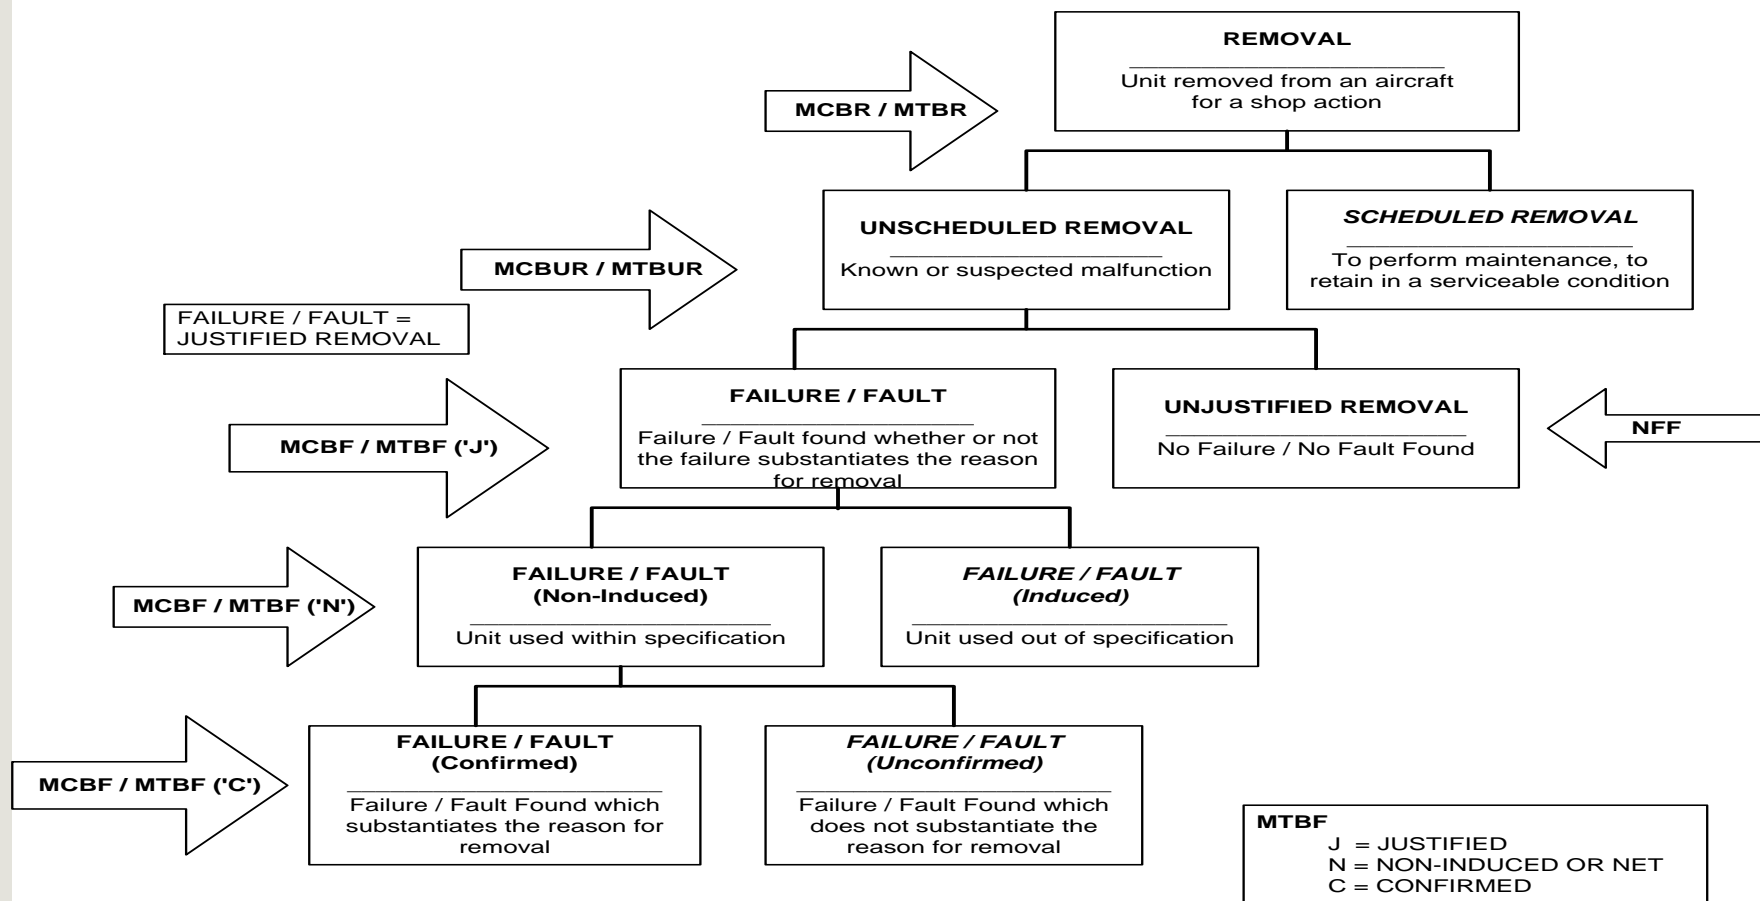 REMOVAL
Unit removed from an aircraft
for a shop action
MCBR / MTBR
UNSCHEDULED REMOVAL
Known or suspected malfunction
SCHEDULED REMOVAL
To perform maintenance, to
retain in a serviceable condition
MCBUR / MTBUR
FAILURE / FAULT =
JUSTIFIED REMOVAL
FAILURE / FAULT
Failure / Fault found whether or not
the failure substantiates the reason
for removal
UNJUSTIFIED REMOVAL
No Failure / No Fault Found
NFF
MCBF / MTBF ('J')
FAILURE / FAULT
(Non-Induced)
Unit used within specification
FAILURE / FAULT
(Induced)
Unit used out of specification
MCBF / MTBF ('N')
FAILURE / FAULT
(Confirmed)
Failure / Fault Found which
substantiates the reason for
removal
FAILURE / FAULT
(Unconfirmed)
Failure / Fault Found which
does not substantiate the
reason for removal
MCBF / MTBF ('C')
MTBF
J = JUSTIFIED
N = NON-INDUCED OR NET
C = CONFIRMED